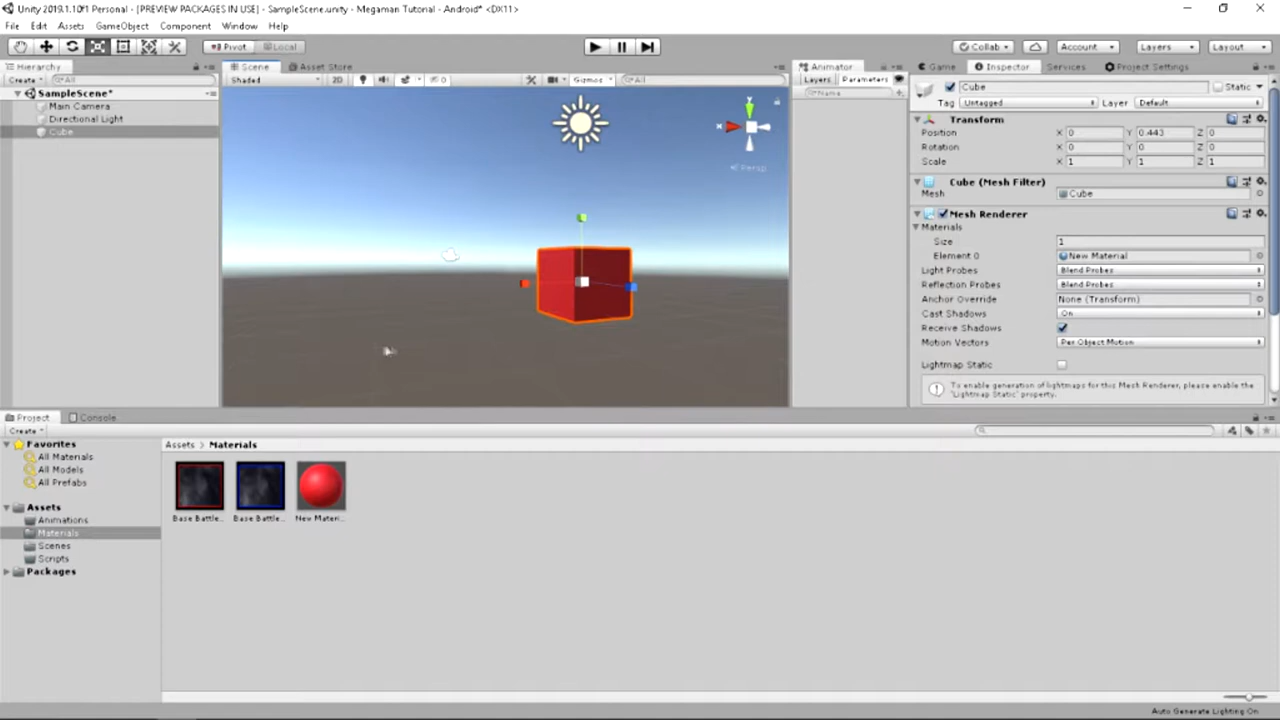 Unity 2019.1.10f1 Personal - [PREVIEW PACKAGES IN USE] - SampleScene.unity - Megaman Tutorial - Android* <DX11>
File Edit Assets GameObject Component Window Help
Pivot Local Collab Account Layers Layout
Hierarchy Scene Asset Store Animator Game Inspector Services Project Settings
Create All Shaded 2D 0 Gizmos All Layers Parameters
Name
SampleScene*
Main Camera
Directional Light
Cube
y
x
Persp
Cube Static
Tag Untagged Layer Default
Transform
Position X 0 Y 0.443 Z 0
Rotation X 0 Y 0 Z 0
Scale X 1 Y 1 Z 1
Cube (Mesh Filter)
Mesh Cube
Mesh Renderer
Materials
Size 1
Element 0 New Material
Light Probes Blend Probes
Reflection Probes Blend Probes
Anchor Override None (Transform)
Cast Shadows On
Receive Shadows
Motion Vectors Per Object Motion
Lightmap Static
To enable generation of lightmaps for this Mesh Renderer, please enable the
'Lightmap Static' property.
Project Console
Create
Favorites
All Materials
All Models
All Prefabs
Assets
Animations
Materials
Scenes
Scripts
Packages
Assets > Materials
Base Battle... Base Battle... New Materi...
Auto Generate Lighting On